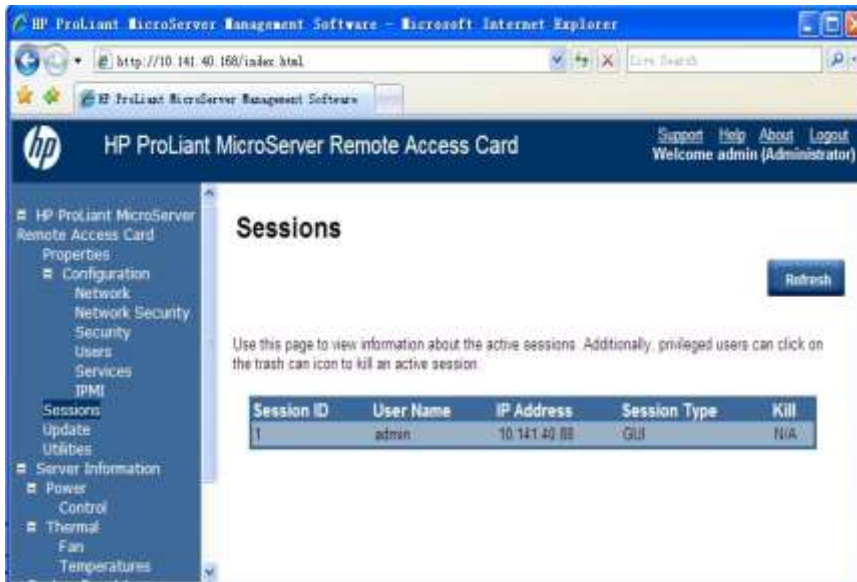 HP ProLiant MicroServer Management Software - Microsoft Internet Explorer
http://10.141.40.168/index.html
Live Search
HP ProLiant MicroServer Management Software
hp
HP ProLiant MicroServer Remote Access Card
Support Help About Logout
Welcome admin (Administrator)
HP ProLiant MicroServer
Remote Access Card
Properties
Configuration
Network
Network Security
Security
Users
Services
IPMI
Sessions
Update
Utilities
Server Information
Power
Control
Thermal
Fan
Temperatures
Sessions
Refresh
Use this page to view information about the active sessions. Additionally, privileged users can click on
the trash can icon to kill an active session.
Session ID User Name IP Address Session Type Kill
1 admin 10.141.40.88 GUI N/A